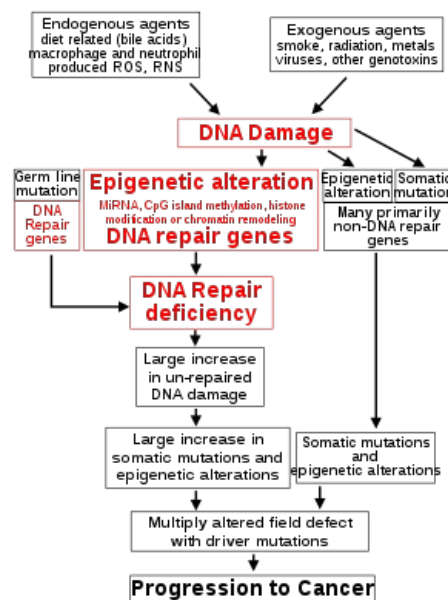 Endogenous agents
diet related (bile acids)
macrophage and neutrophil
produced ROS, RNS
Exogenous agents
smoke, radiation, metals
viruses, other genotoxins
DNA Damage
Germ line
mutation
DNA
Repair
genes
Epigenetic alteration
MiRNA, CpG island methylation, histone
modification or chromatin remodeling
DNA repair genes
Epigenetic
alteration
Somatic
mutation
Many primarily
non-DNA repair
genes
DNA Repair
deficiency
Large increase
in un-repaired
DNA damage
Large increase in
somatic mutations and
epigenetic alterations
Somatic mutations
and
epigenetic alterations
Multiply altered field defect
with driver mutations
Progression to Cancer